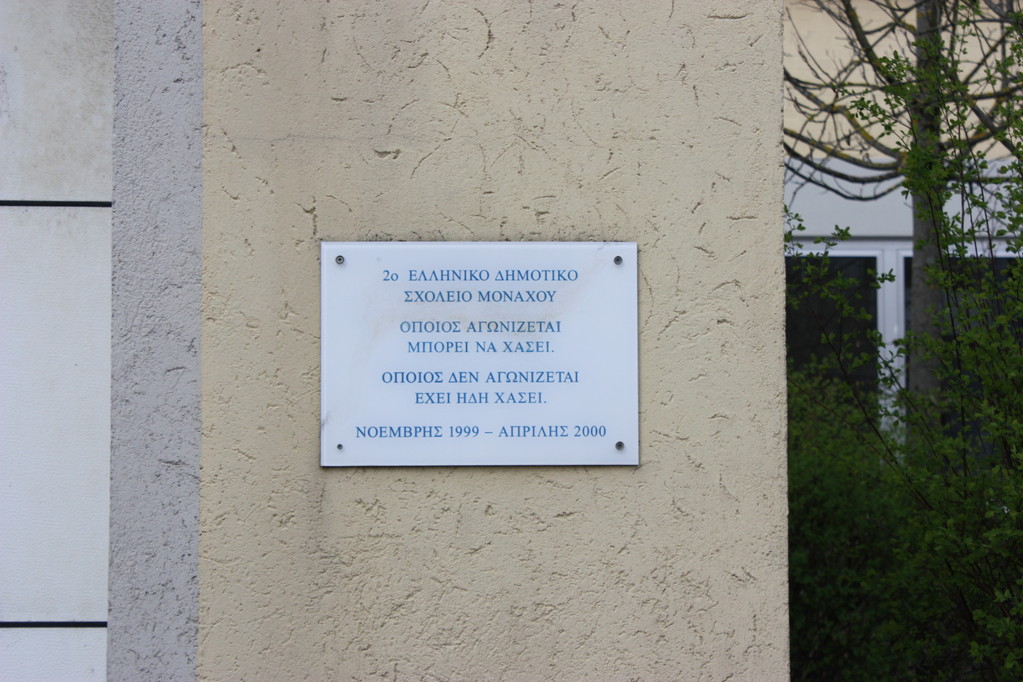 2ο ΕΛΛΗΝΙΚΟ ΔΗΜΟΤΙΚΟ
ΣΧΟΛΕΙΟ ΜΟΝΑΧΟΥ
ΟΠΟΙΟΣ ΑΓΩΝΙΖΕΤΑΙ
ΜΠΟΡΕΙ ΝΑ ΧΑΣΕΙ.
ΟΠΟΙΟΣ ΔΕΝ ΑΓΩΝΙΖΕΤΑΙ
ΕΧΕΙ ΗΔΗ ΧΑΣΕΙ.
ΝΟΕΜΒΡΗΣ 1999 – ΑΠΡΙΛΗΣ 2000